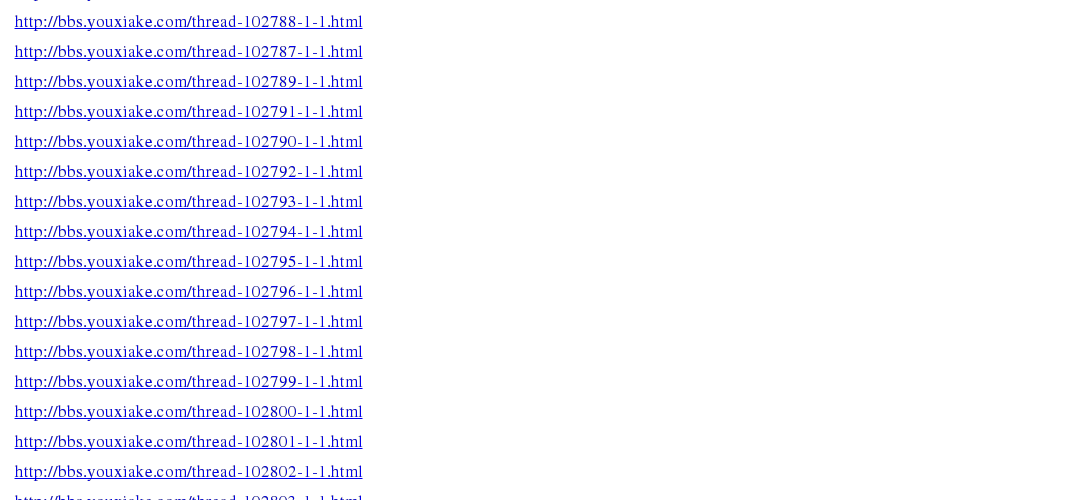 http://bbs.youxiake.com/thread-102788-1-1.html
http://bbs.youxiake.com/thread-102787-1-1.html
http://bbs.youxiake.com/thread-102789-1-1.html
http://bbs.youxiake.com/thread-102791-1-1.html
http://bbs.youxiake.com/thread-102790-1-1.html
http://bbs.youxiake.com/thread-102792-1-1.html
http://bbs.youxiake.com/thread-102793-1-1.html
http://bbs.youxiake.com/thread-102794-1-1.html
http://bbs.youxiake.com/thread-102795-1-1.html
http://bbs.youxiake.com/thread-102796-1-1.html
http://bbs.youxiake.com/thread-102797-1-1.html
http://bbs.youxiake.com/thread-102798-1-1.html
http://bbs.youxiake.com/thread-102799-1-1.html
http://bbs.youxiake.com/thread-102800-1-1.html
http://bbs.youxiake.com/thread-102801-1-1.html
http://bbs.youxiake.com/thread-102802-1-1.html